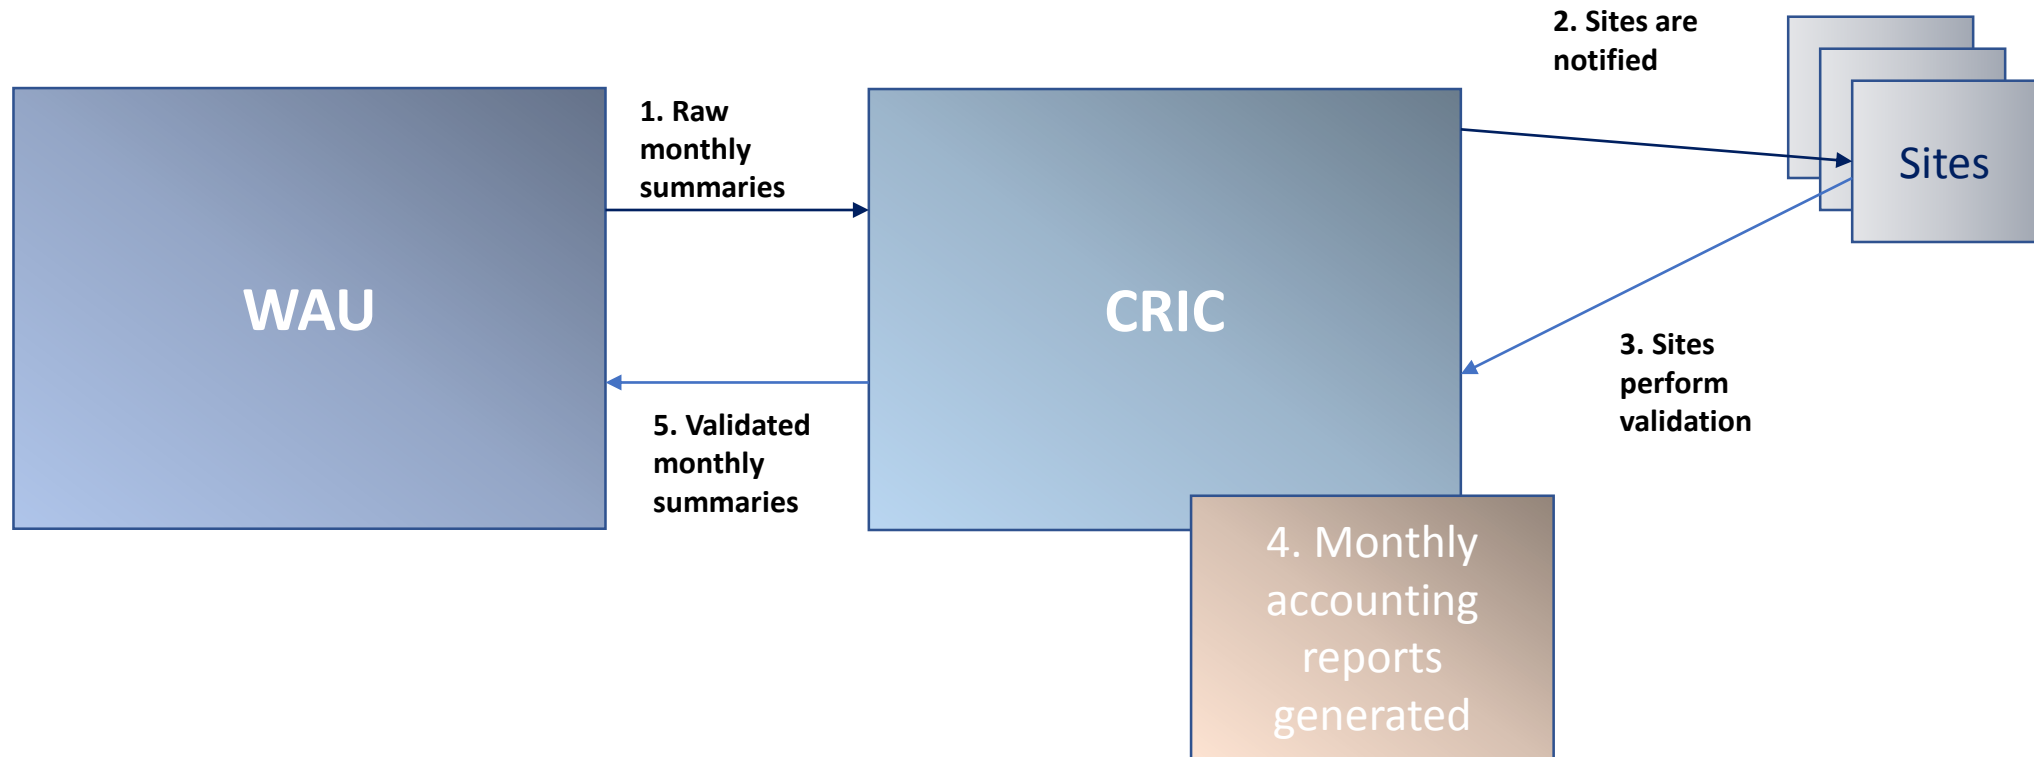 2. Sites are
notified
1. Raw
monthly
summaries
Sites
WAU
CRIC
3. Sites
perform
validation
5. Validated
monthly
summaries
4. Monthly
accounting
reports
generated